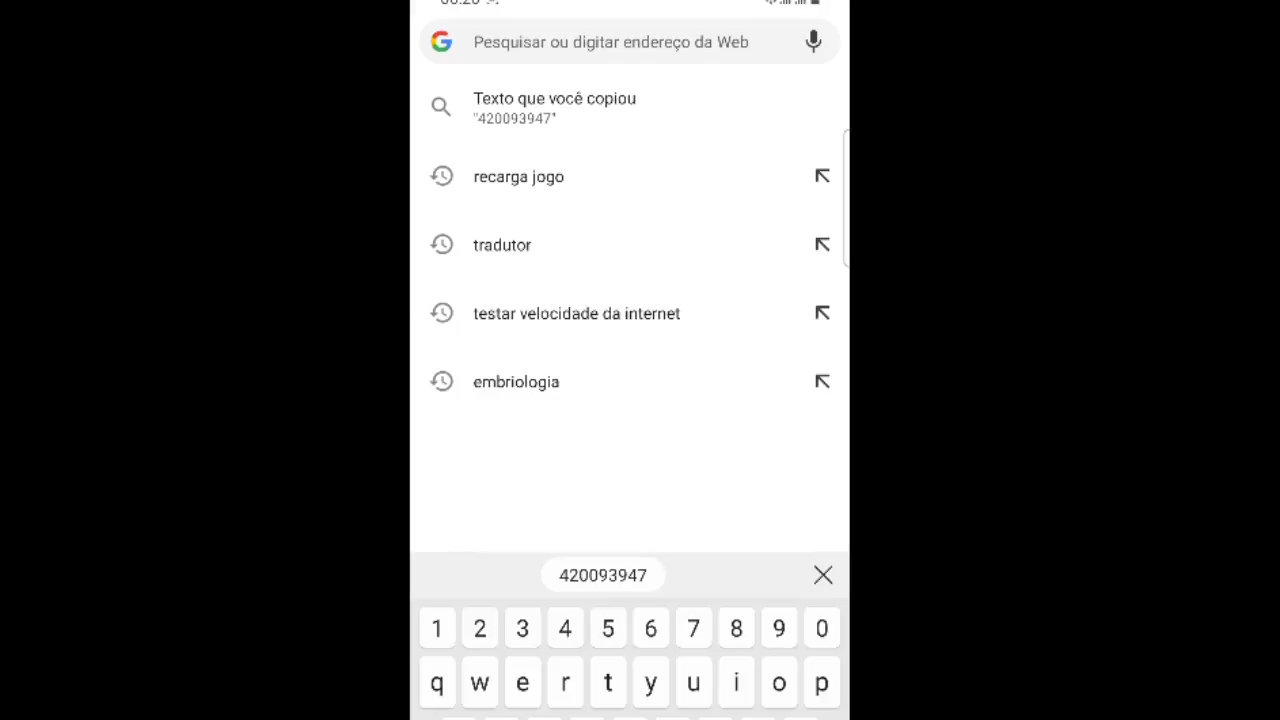 Pesquisar ou digitar endereço da Web
Texto que você copiou
"420093947"
recarga jogo
tradutor
testar velocidade da internet
embriologia
420093947
1 2 3 4 5 6 7 8 9 0
q w e r t y u i o p